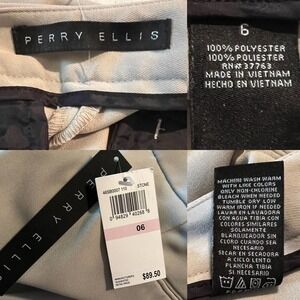 PERRY ELLIS
6
100% POLYESTER
100% POLIESTER
RN# 37763
MADE IN VIETNAM
HECHO EN VIETNAM
STONE
06
$89.50
MACHINE WASH WARM
WITH LIKE COLORS
ONLY NON-CHLORINE
BLEACH WHEN NEEDED
TUMBLE DRY LOW
WARM IRON IF NEEDED
LAVAR EN LAVADORA
CON AGUA TIBIA CON
COLORES SIMILARES
SOLAMENTE
BLANQUEADOR SIN
CLORO CUANDO SEA
NECESARIO
SECAR EN SECADORA
A CICLO LENTO
PLANCHA TIBIA
SI NECESARIO